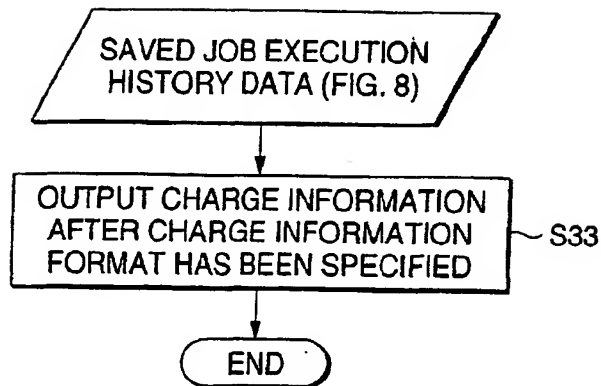 SAVED JOB EXECUTION
HISTORY DATA (FIG. 8)
OUTPUT CHARGE INFORMATION
AFTER CHARGE INFORMATION
FORMAT HAS BEEN SPECIFIED
S33
END